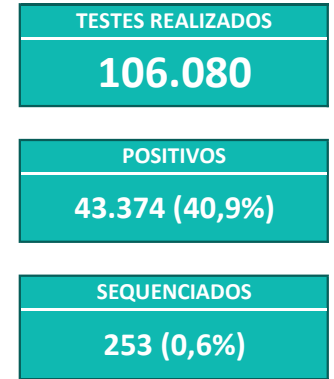 TESTES REALIZADOS
106.080
POSITIVOS
43.374 (40,9%)
SEQUENCIADOS
253 (0,6%)